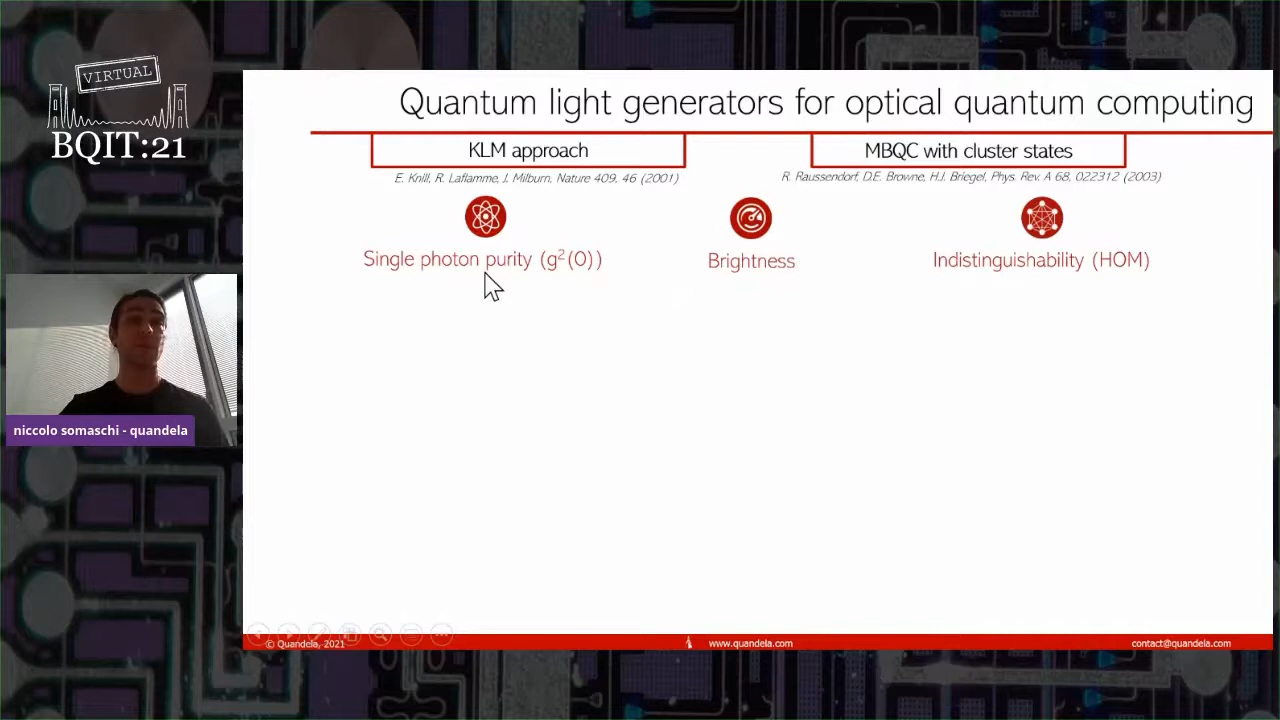 VIRTUAL
BQIT:21
Quantum light generators for optical quantum computing
KLM approach
MBQC with cluster states
E. Knill, R. Laflamme, J. Milburn, Nature 409, 46 (2001)
R. Raussendorf, D.E. Browne, H.J. Briegel, Phys. Rev. A 68, 022312 (2003)
Single photon purity (g²(0))
Brightness
Indistinguishability (HOM)
niccolo somaschi - quandela
© Quandela, 2021
www.quandela.com
contact@quandela.com